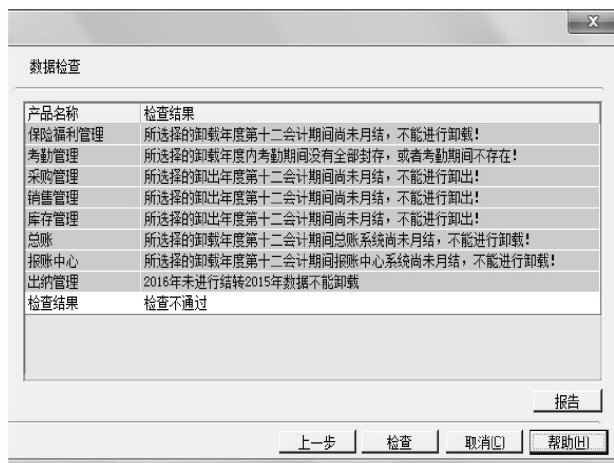 X
数据检查
产品名称 检查结果
保险福利管理 所选择的卸载年度第十二会计期间尚未月结，不能进行卸载！
考勤管理 所选择的卸载年度内考勤期间没有全部封存，或者考勤期间不存在！
采购管理 所选择的卸出年度第十二会计期间尚未月结，不能进行卸出！
销售管理 所选择的卸出年度第十二会计期间尚未月结，不能进行卸出！
库存管理 所选择的卸出年度第十二会计期间尚未月结，不能进行卸出！
总账 所选择的卸载年度第十二会计期间总账系统尚未月结，不能进行卸载！
报账中心 所选择的卸载年度第十二会计期间报账中心系统尚未月结，不能进行卸载！
出纳管理 2016年未进行结转2015年数据不能卸载
检查结果 检查不通过
报告
上一步 检查 取消(C) 帮助(H)